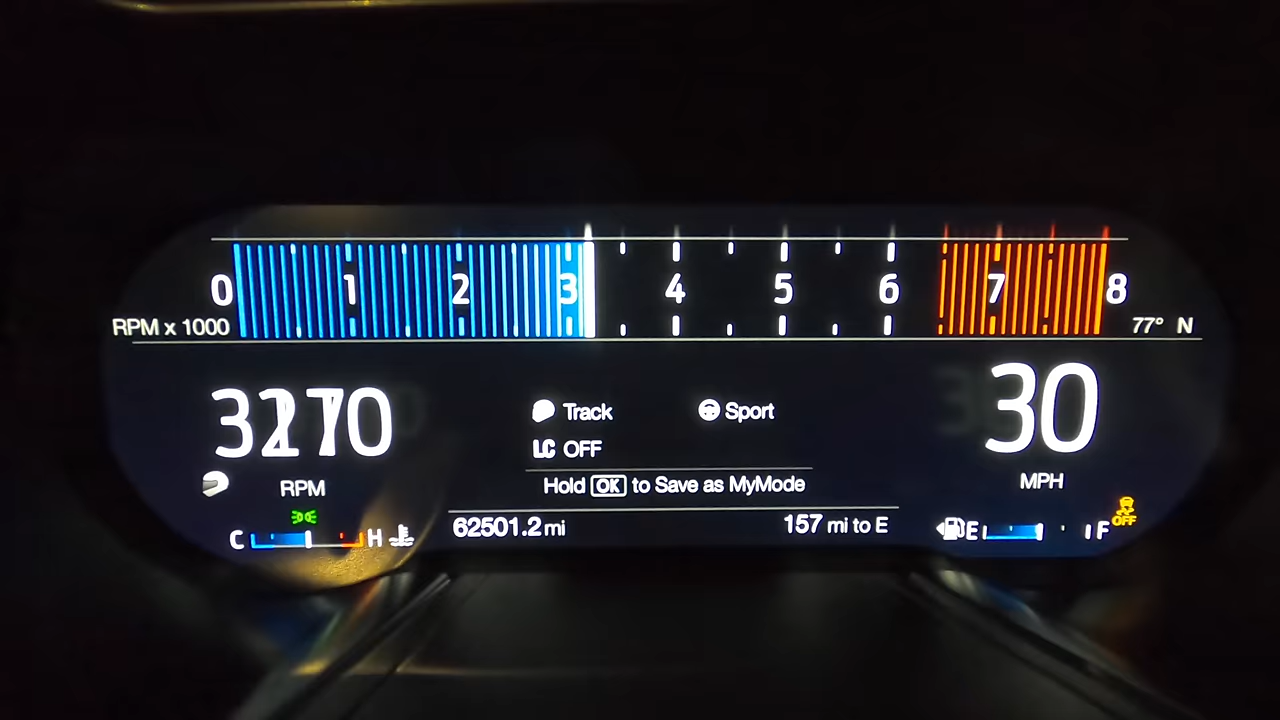 0 1 2 3 4 5 6 7 8
RPM x 1000
77° N
30
MPH
RPM
Track Sport
LC OFF
Hold OK to Save as MyMode
62501.2 mi 157 mi to E
C H
E F
OFF